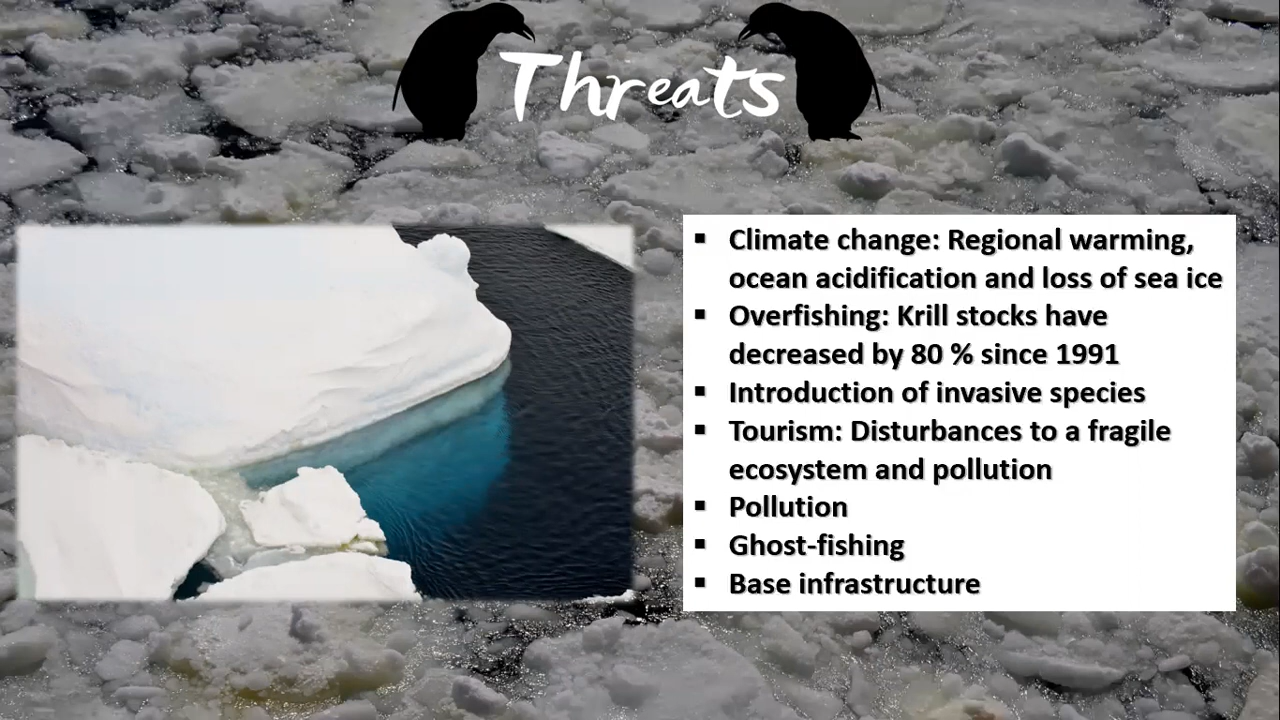 Threats
▪ Climate change: Regional warming,
ocean acidification and loss of sea ice
▪ Overfishing: Krill stocks have
decreased by 80 % since 1991
▪ Introduction of invasive species
▪ Tourism: Disturbances to a fragile
ecosystem and pollution
▪ Pollution
▪ Ghost-fishing
▪ Base infrastructure